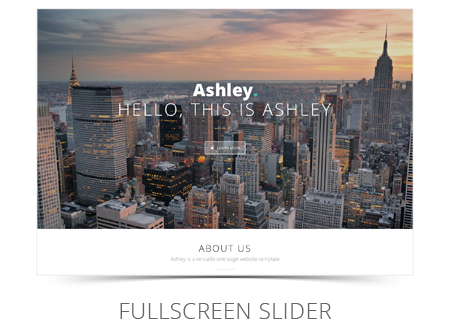 Ashley.
HELLO, THIS IS ASHLEY
LEARN MORE
ABOUT US
Ashley is a versatile one page website template
FULLSCREEN SLIDER